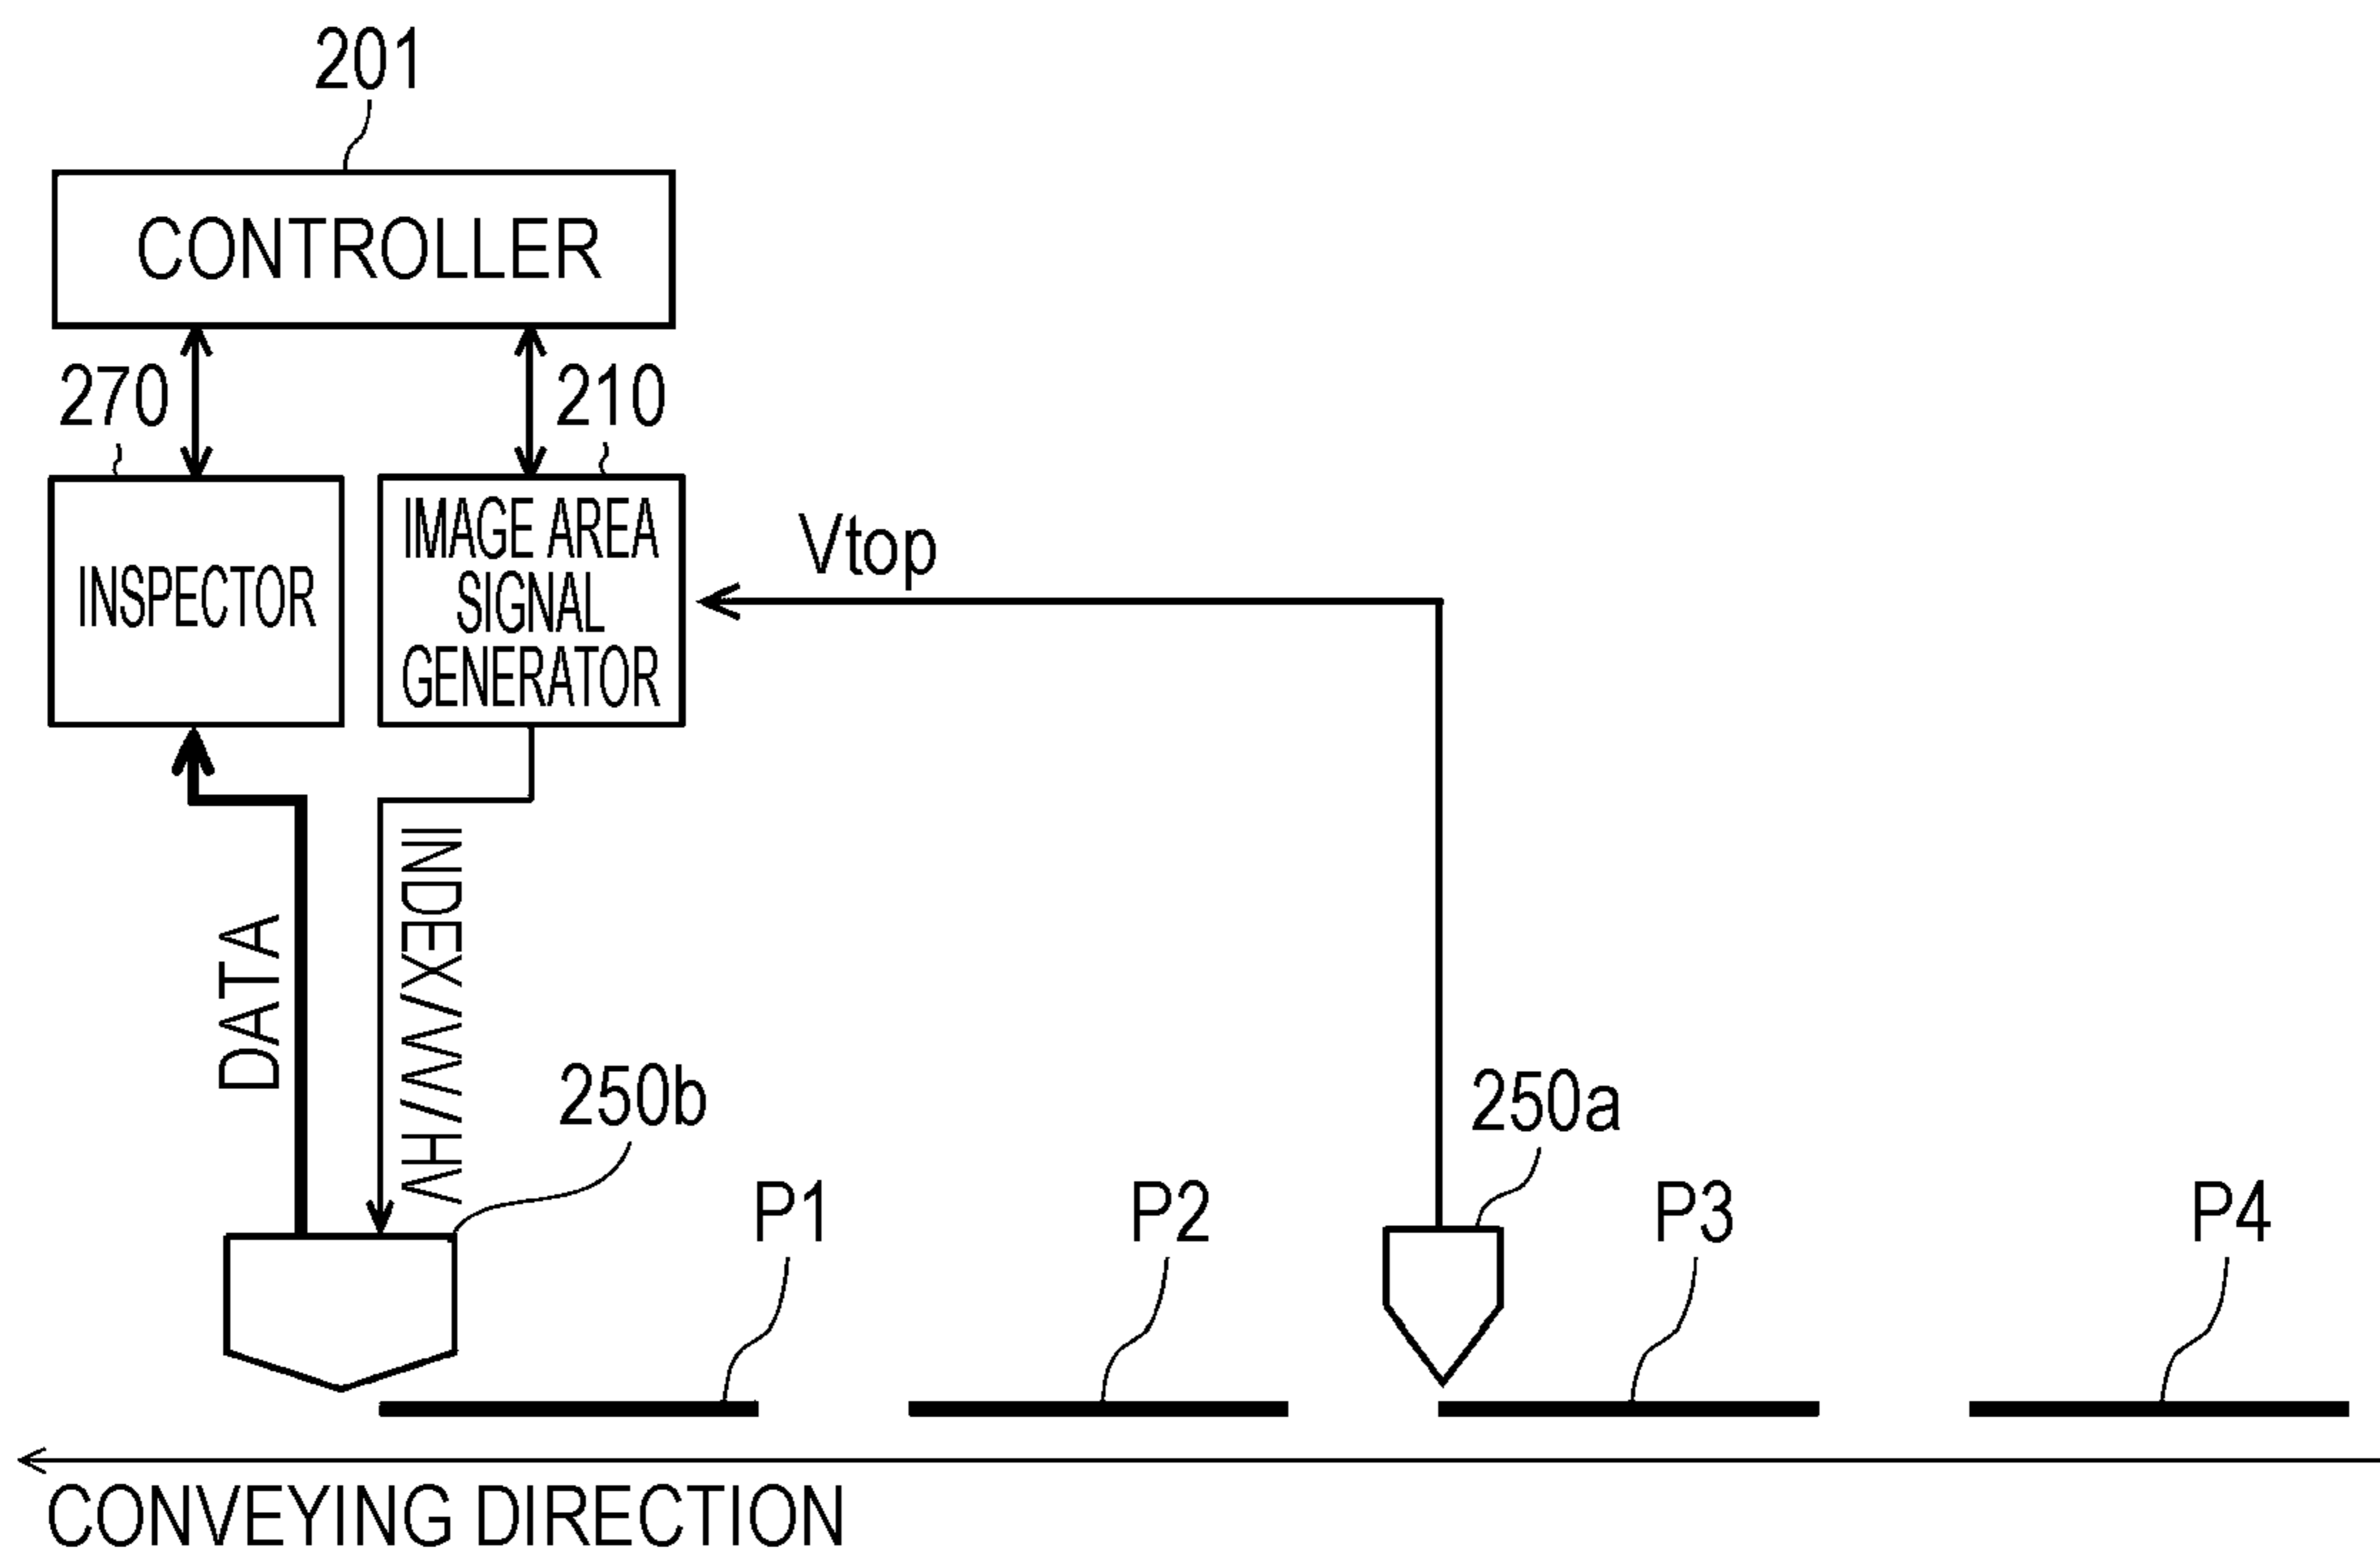 201
CONTROLLER
270
210
INSPECTOR
IMAGE AREA
SIGNAL
GENERATOR
Vtop
DATA
INDEX/VV/HV
250b
250a
P1
P2
P3
P4
CONVEYING DIRECTION